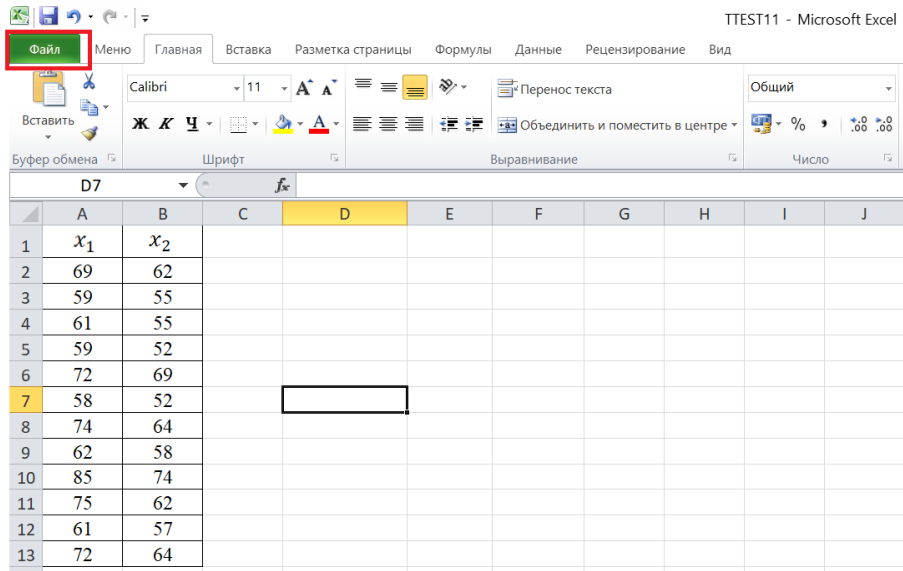 TTEST11 - Microsoft Excel
Файл Меню Главная Вставка Разметка страницы Формулы Данные Рецензирование Вид
Calibri 11 A A Перенос текста Общий
Вставить Ж К Ч А Объединить и поместить в центре % ,00 ,0 ,00
Буфер обмена Шрифт Выравнивание Число
D7 fx
A B C D E F G H I J
1 x₁ x₂
2 69 62
3 59 55
4 61 55
5 59 52
6 72 69
7 58 52
8 74 64
9 62 58
10 85 74
11 75 62
12 61 57
13 72 64